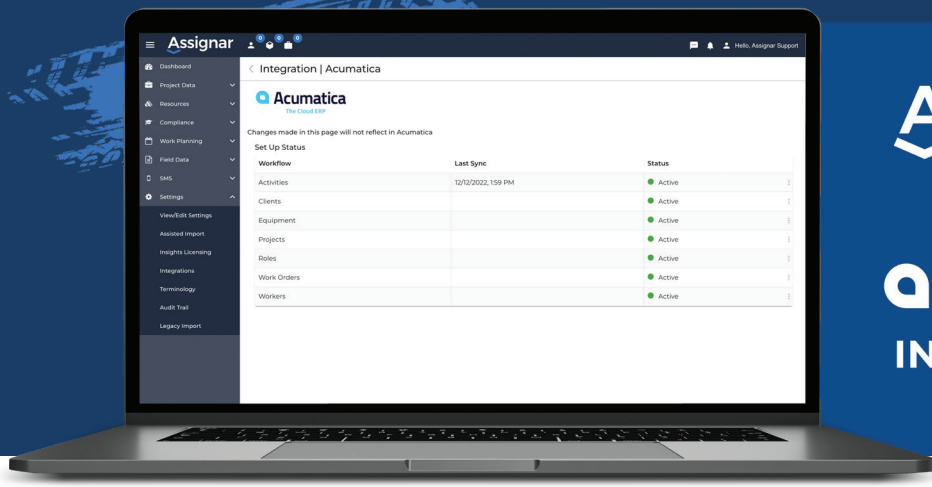 Assignar
0 0 0
Hello, Assignar Support
Dashboard
Project Data
Resources
Compliance
Work Planning
Field Data
SMS
Settings
View/Edit Settings
Assisted Import
Insights Licensing
Integrations
Terminology
Audit Trail
Legacy Import
< Integration | Acumatica
Acumatica
The Cloud ERP
Changes made in this page will not reflect in Acumatica
Set Up Status
Workflow Last Sync Status
Activities 12/12/2022, 1:59 PM Active
Clients Active
Equipment Active
Projects Active
Roles Active
Work Orders Active
Workers Active
A
a
IN